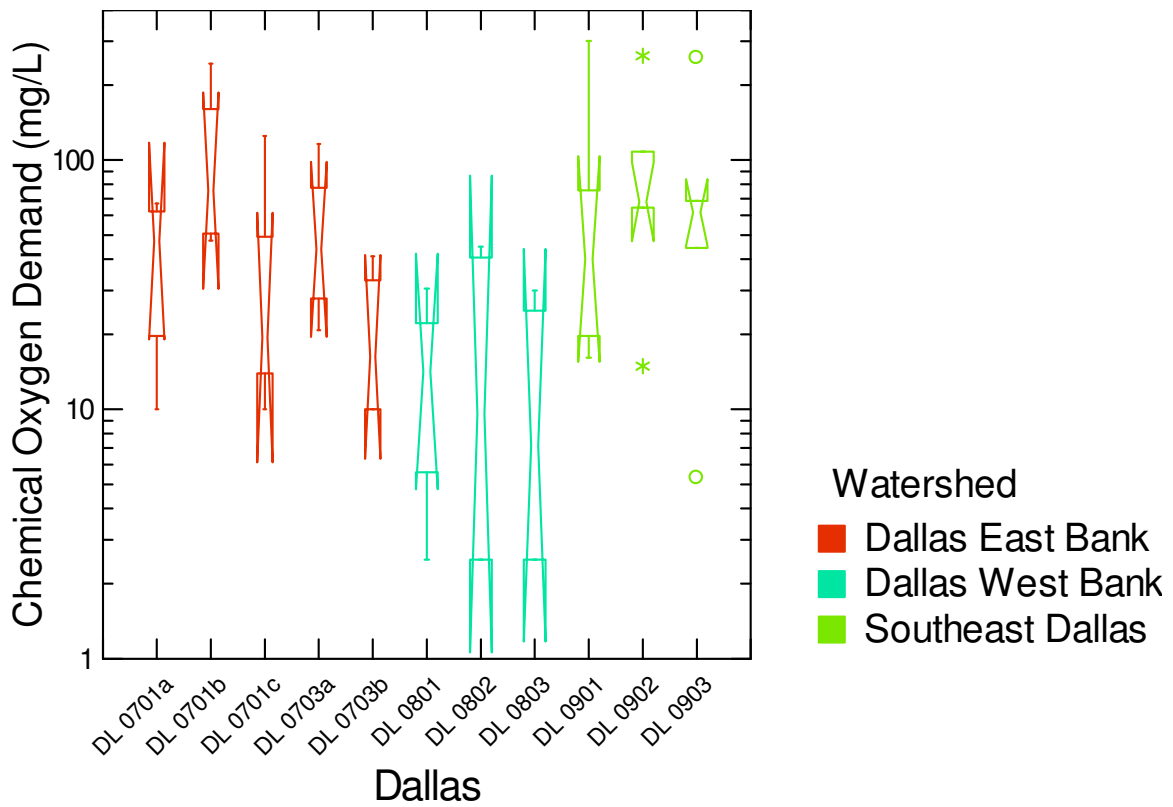 Chemical Oxygen Demand (mg/L)
100
10
1
DL 0701a
DL 0701b
DL 0701c
DL 0703a
DL 0703b
DL 0801
DL 0802
DL 0803
DL 0901
DL 0902
DL 0903
Dallas
Watershed
Dallas East Bank
Dallas West Bank
Southeast Dallas